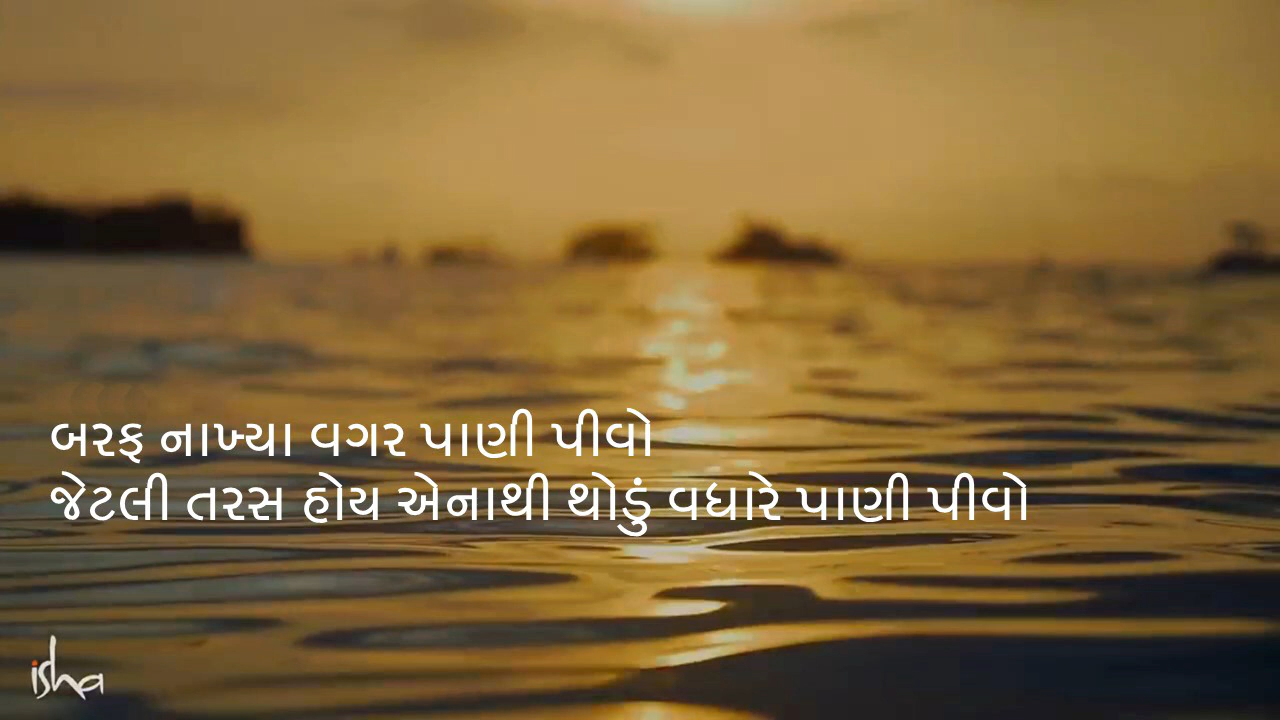 બરફ નાખ્યા વગર પાણી પીવો
જેટલી તરસ હોય એનાથી થોડું વધારે પાણી પીવો
isha